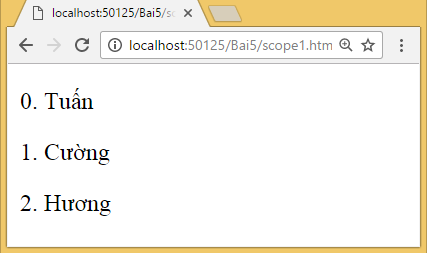 localhost:50125/Bai5/sc
localhost:50125/Bai5/scope1.htm
0. Tuấn
1. Cường
2. Hương